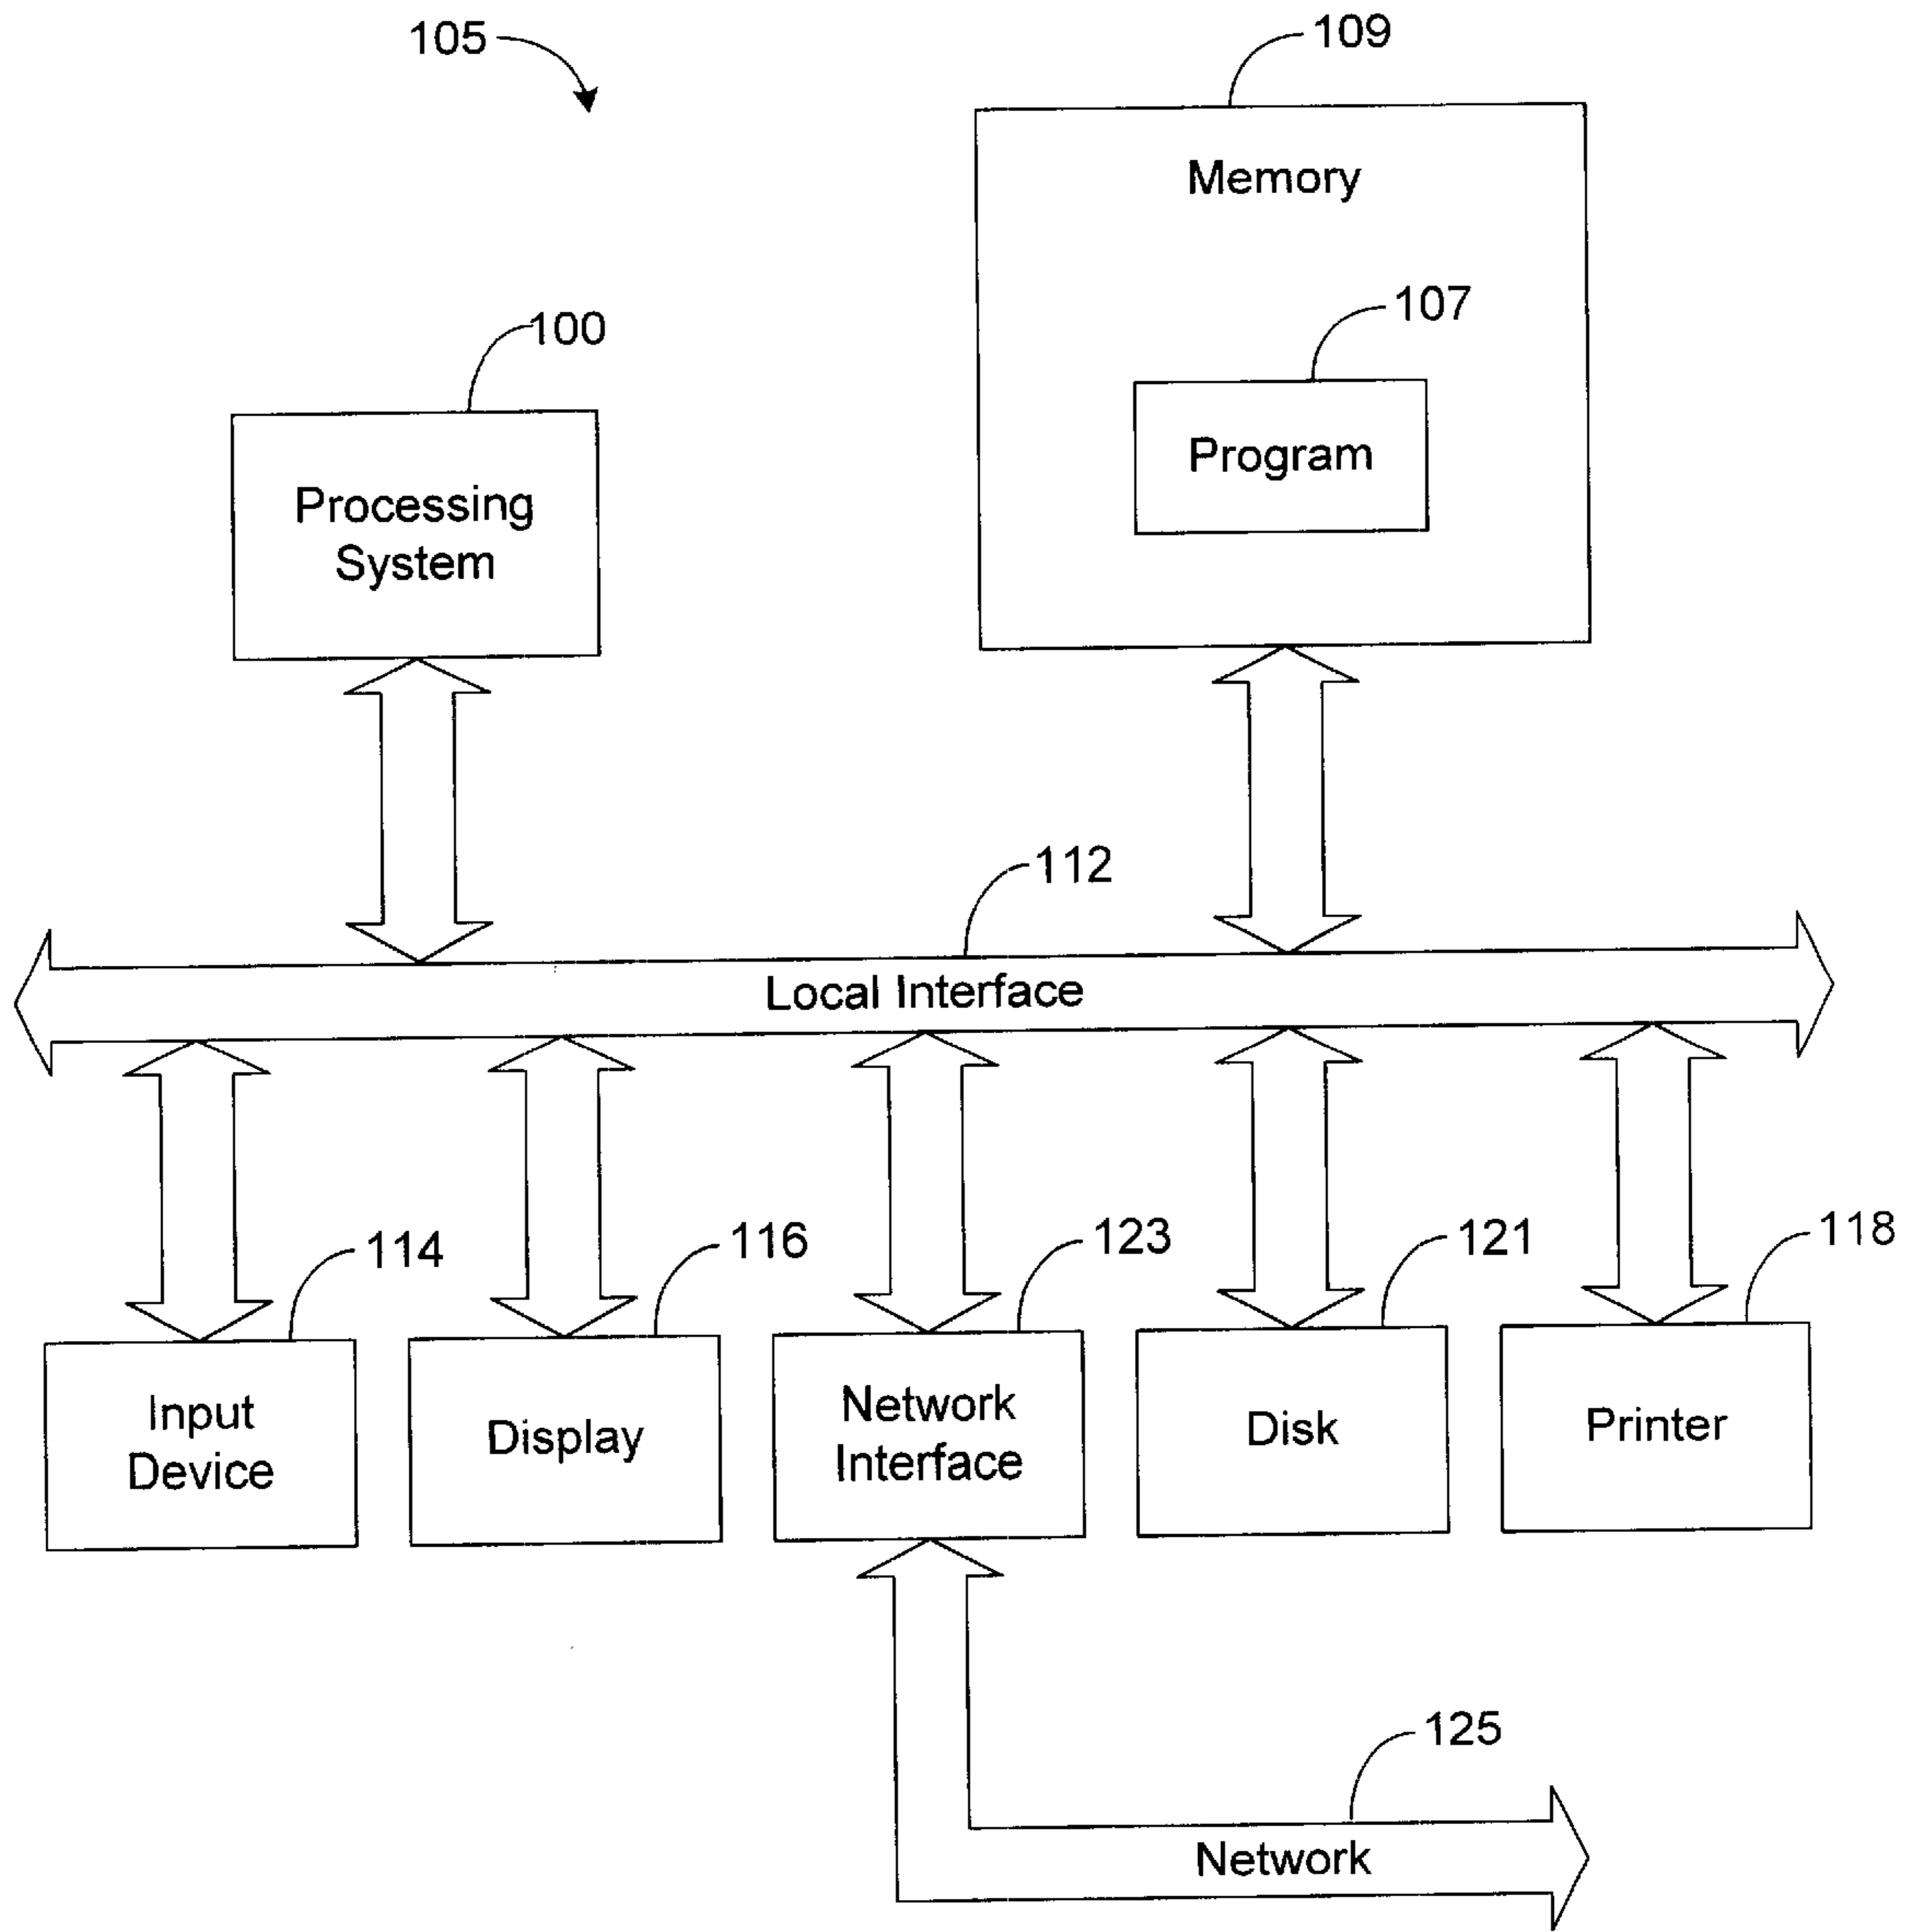 105
109
Memory
107
Program
100
Processing
System
112
Local Interface
114
116
123
121
118
Input
Device
Display
Network
Interface
Disk
Printer
125
Network